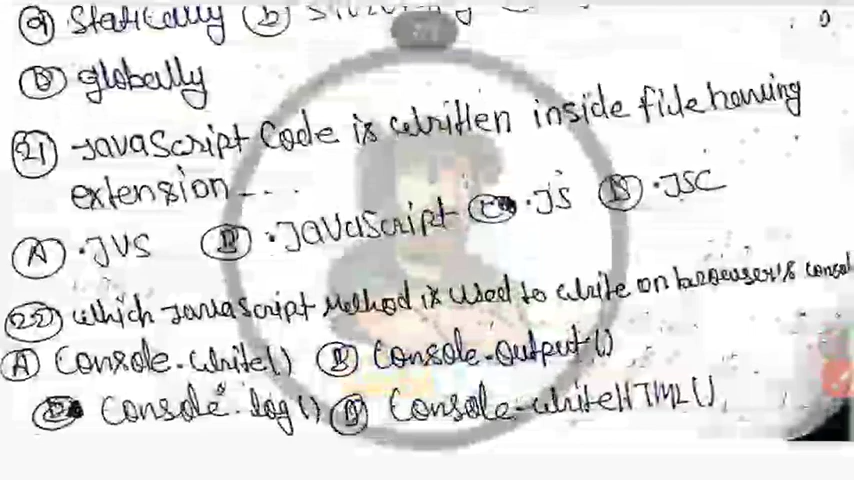 (a) Statically (b)
(D) globally
(21) JavaScript Code is written inside file having
extension - - - -
(A) .JVS (B) .JavaScript (C) .JS (D) .JSC
(22) Which JavaScript Method is used to write on browser's consol
(A) Console.write() (B) Console.output()
Console.log() (D) Console.writeHTML()